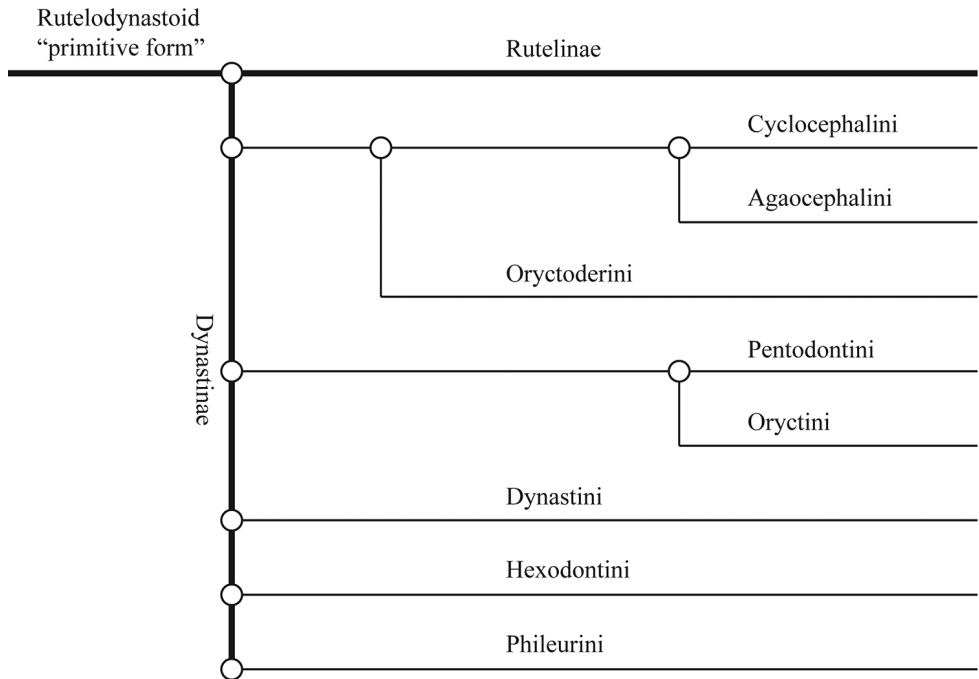 Rutelodynastoid
“primitive form”
Rutelinae
Cyclocephalini
Agaocephalini
Oryctoderini
Dynastinae
Pentodontini
Oryctini
Dynastini
Hexodontini
Phileurini